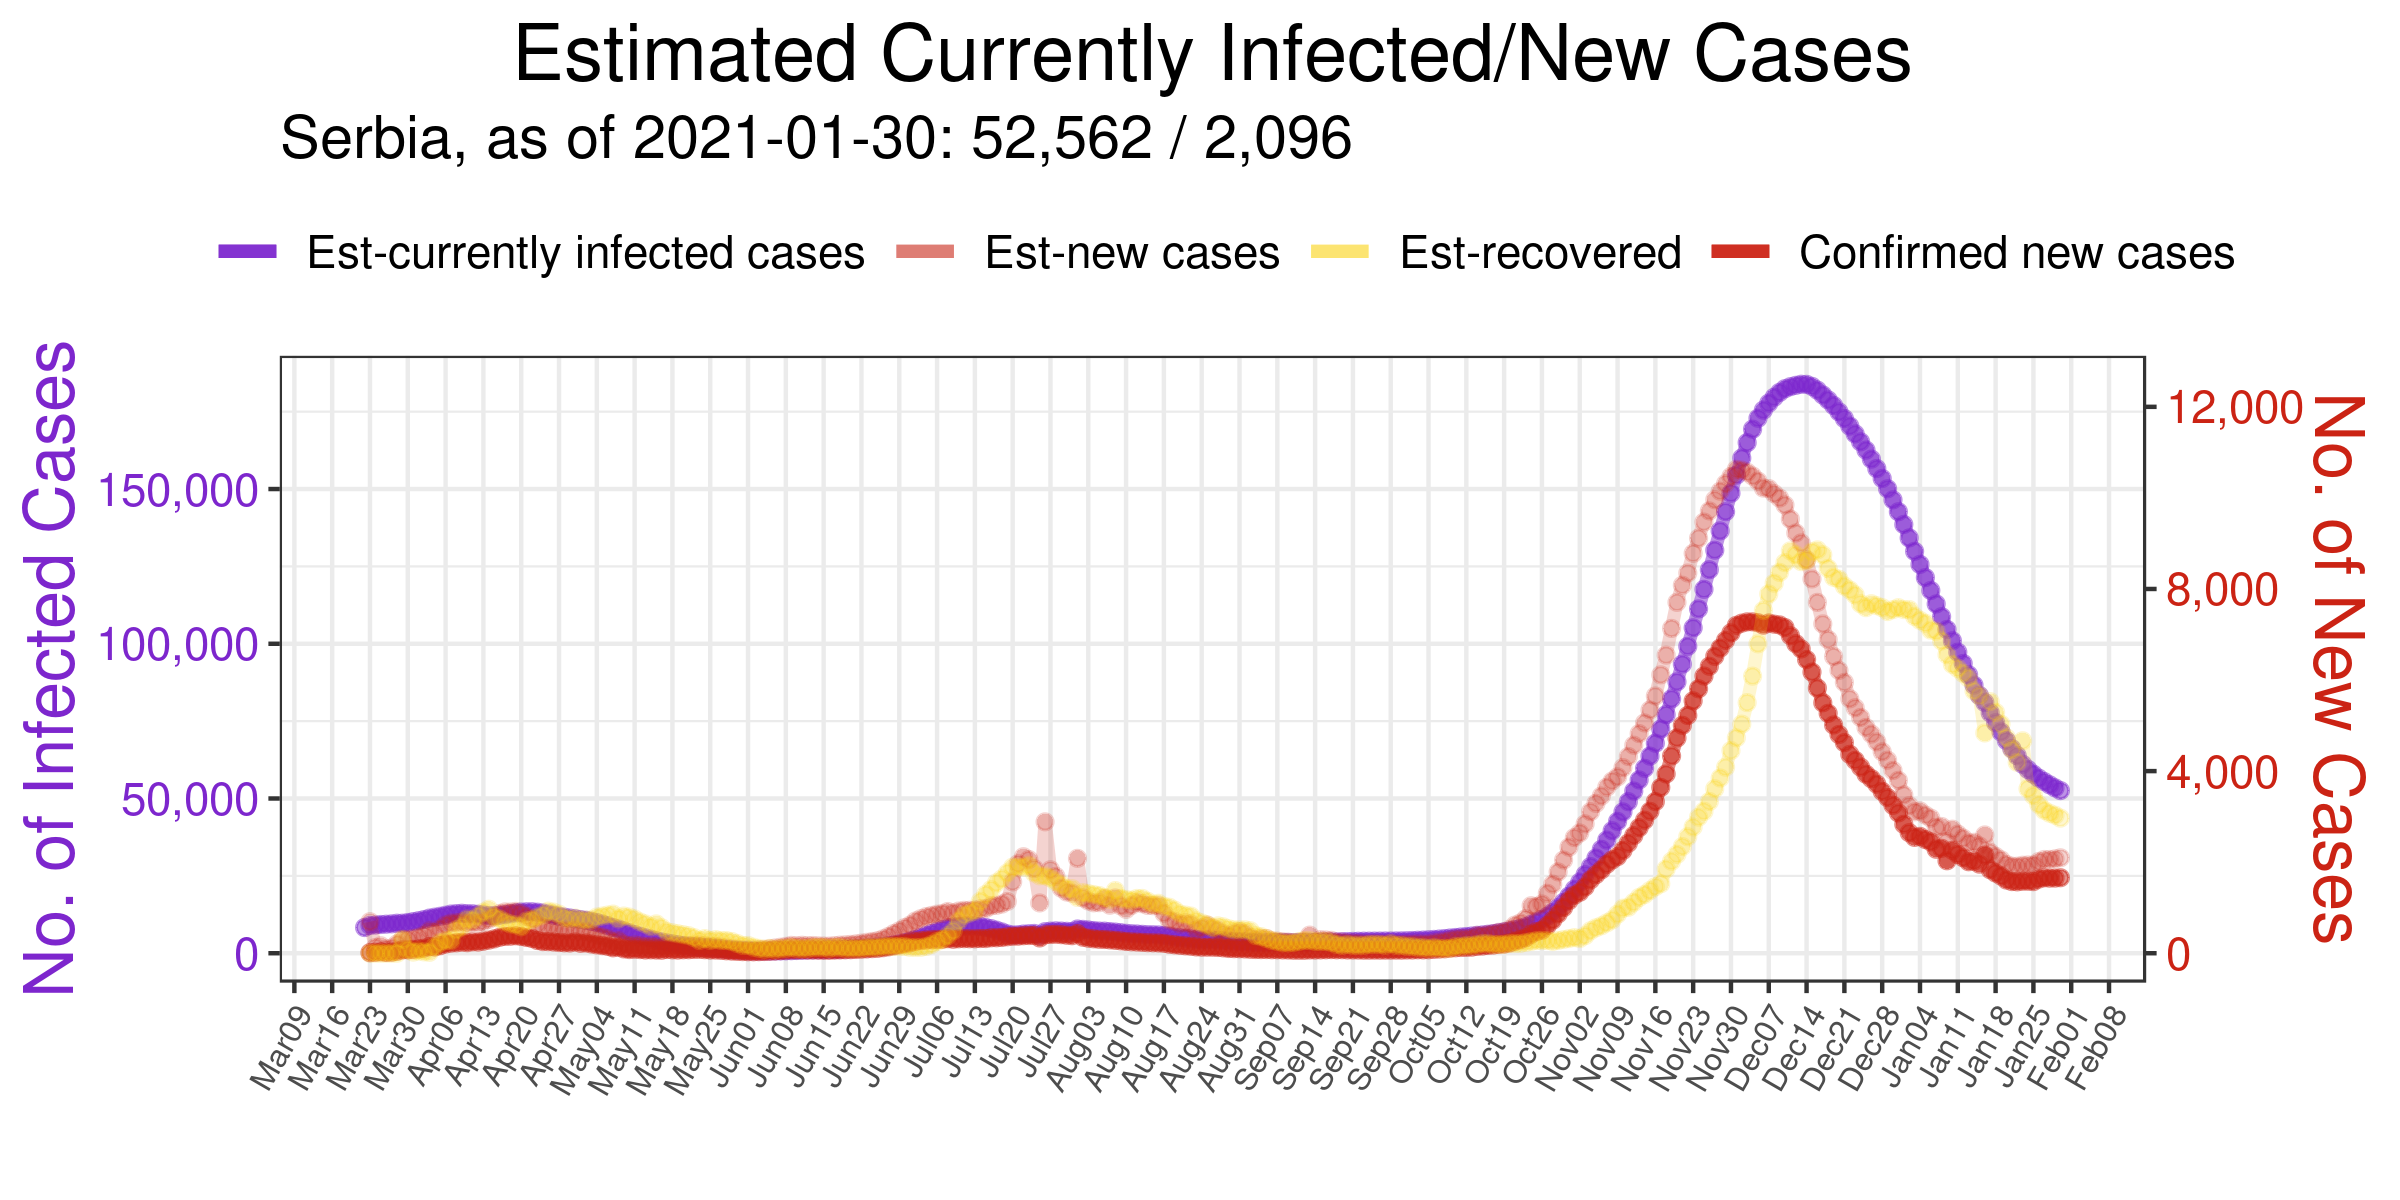 Estimated Currently Infected/New Cases
Serbia, as of 2021-01-30: 52,562 / 2,096
Est-currently infected cases Est-new cases Est-recovered Confirmed new cases
No. of Infected Cases
150,000
100,000
50,000
0
12,000
8,000
4,000
0
No. of New Cases
Mar09 Mar16 Mar23 Mar30 Apr06 Apr13 Apr20 Apr27 May04 May11 May18 May25 Jun01 Jun08 Jun15 Jun22 Jun29 Jul06 Jul13 Jul20 Jul27 Aug03 Aug10 Aug17 Aug24 Aug31 Sep07 Sep14 Sep21 Sep28 Oct05 Oct12 Oct19 Oct26 Nov02 Nov09 Nov16 Nov23 Nov30 Dec07 Dec14 Dec21 Dec28 Jan04 Jan11 Jan18 Jan25 Feb01 Feb08